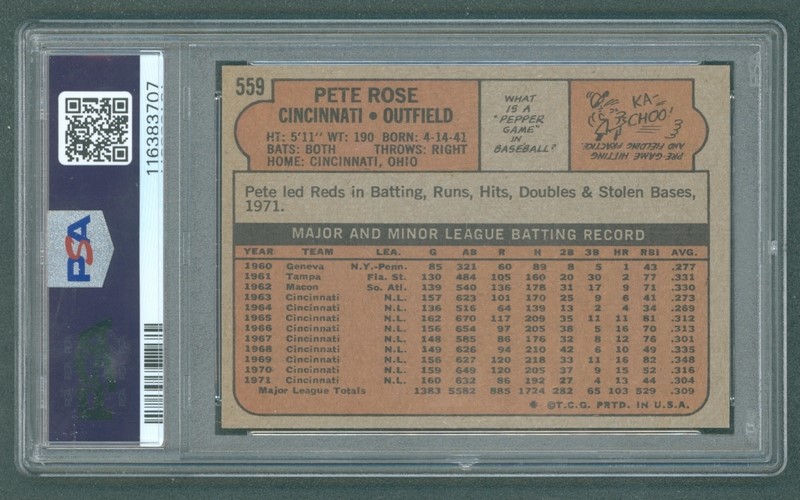 116383707
PSA
559
PETE ROSE
CINCINNATI • OUTFIELD
HT: 5'11" WT: 190 BORN: 4-14-41
BATS: BOTH THROWS: RIGHT
HOME: CINCINNATI, OHIO
WHAT
IS A
"PEPPER
GAME"
IN
BASEBALL?
KA-
CHOO!
PRE-GAME HITTING
AND FIELDING PRACTICE
Pete led Reds in Batting, Runs, Hits, Doubles & Stolen Bases,
1971.
MAJOR AND MINOR LEAGUE BATTING RECORD
YEAR TEAM LEA. G AB R H 2B 3B HR RBI AVG.
1960 Geneva N.Y.-Penn. 85 321 60 89 8 5 1 43 .277
1961 Tampa Fla. St. 130 484 105 160 20 30 2 77 .331
1962 Macon So. Atl. 139 540 136 178 31 17 9 71 .330
1963 Cincinnati N.L. 157 623 101 170 25 9 6 41 .273
1964 Cincinnati N.L. 136 516 64 139 13 2 4 34 .269
1965 Cincinnati N.L. 162 670 117 209 35 11 11 81 .312
1966 Cincinnati N.L. 156 654 97 205 38 5 16 70 .313
1967 Cincinnati N.L. 148 585 86 176 32 8 12 76 .301
1968 Cincinnati N.L. 149 626 94 210 42 6 10 49 .335
1969 Cincinnati N.L. 156 627 120 218 33 11 16 82 .348
1970 Cincinnati N.L. 159 649 120 205 37 9 15 52 .316
1971 Cincinnati N.L. 160 632 86 192 27 4 13 44 .304
Major League Totals 1383 5582 885 1724 282 65 103 529 .309
©T.C.G. PRTD. IN U.S.A.